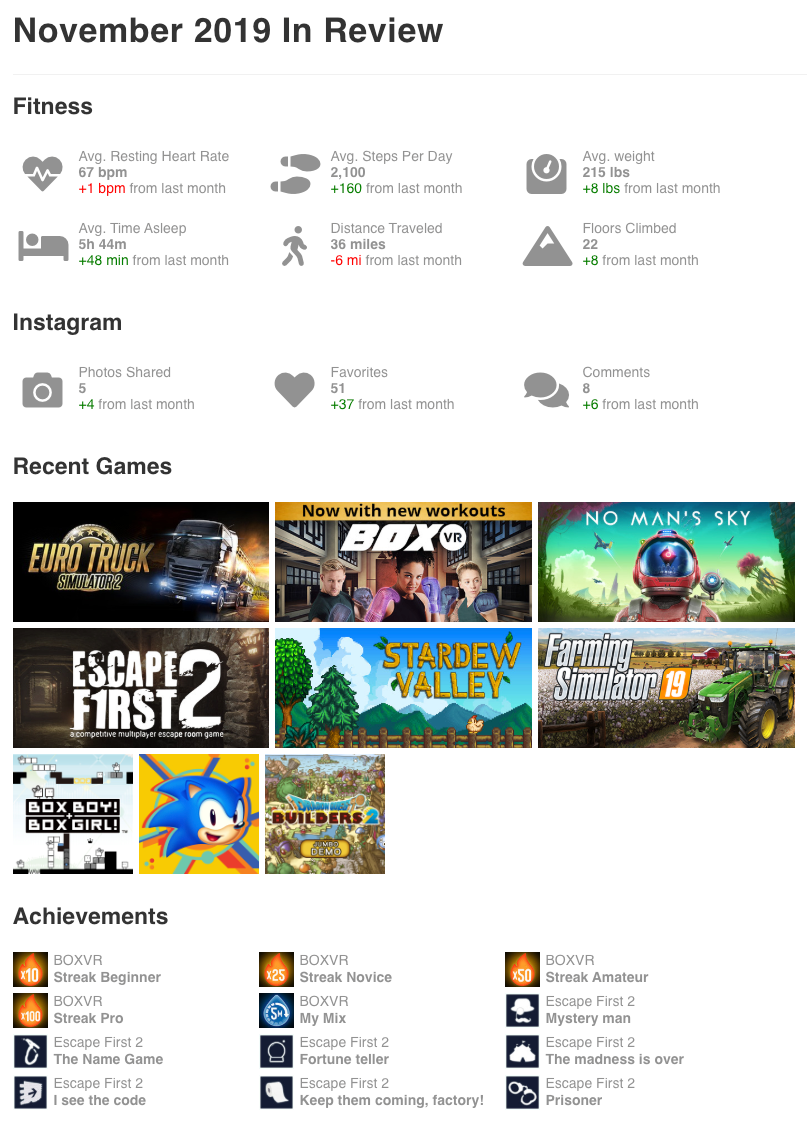 November 2019 In Review
Fitness
Avg. Resting Heart Rate
67 bpm
+1 bpm from last month
Avg. Steps Per Day
2,100
+160 from last month
Avg. weight
215 lbs
+8 lbs from last month
Avg. Time Asleep
5h 44m
+48 min from last month
Distance Traveled
36 miles
-6 mi from last month
Floors Climbed
22
+8 from last month
Instagram
Photos Shared
5
+4 from last month
Favorites
51
+37 from last month
Comments
8
+6 from last month
Recent Games
EURO TRUCK
SIMULATOR 2
Now with new workouts
BOX VR
NO MAN'S SKY
ESCAPE
F1RST 2
a competitive multiplayer escape room game
STARDEW
VALLEY
Farming
Simulator 19
BOX BOY!
+
BOX GIRL!
TM
DRAGON QUEST
BUILDERS 2
JUMBO
DEMO
Achievements
x10
BOXVR
Streak Beginner
x25
BOXVR
Streak Novice
x50
BOXVR
Streak Amateur
x100
BOXVR
Streak Pro
BOXVR
My Mix
Escape First 2
Mystery man
Escape First 2
The Name Game
Escape First 2
Fortune teller
Escape First 2
The madness is over
Escape First 2
I see the code
Escape First 2
Keep them coming, factory!
Escape First 2
Prisoner